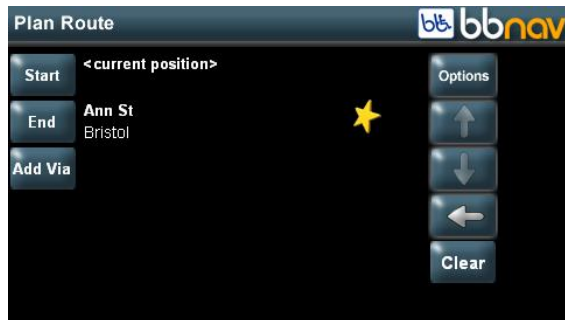 Plan Route
bbnav
Start
<current position>
Options
End
Ann St
Bristol
Add Via
Clear